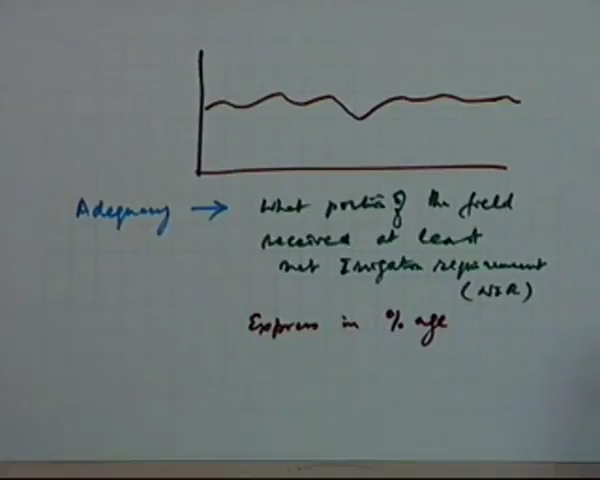 Adequacy → What portion of the field
received at least
net Irrigation requirement
(NIR)
Express in % age